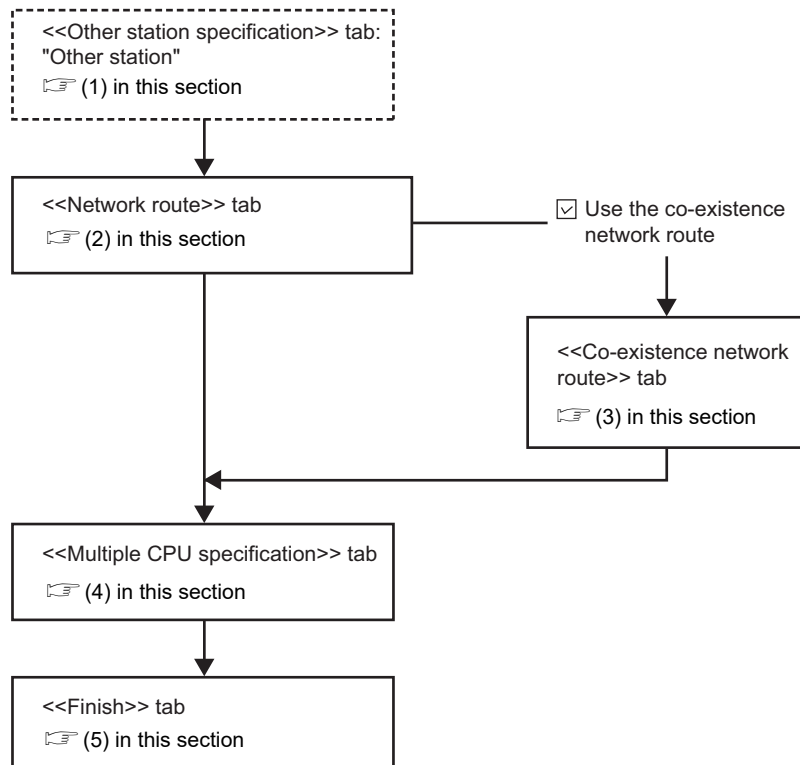 <<Other station specification>> tab:
"Other station"
☞ (1) in this section
<<Network route>> tab
☞ (2) in this section
☑ Use the co-existence
network route
<<Co-existence network
route>> tab
☞ (3) in this section
<<Multiple CPU specification>> tab
☞ (4) in this section
<<Finish>> tab
☞ (5) in this section